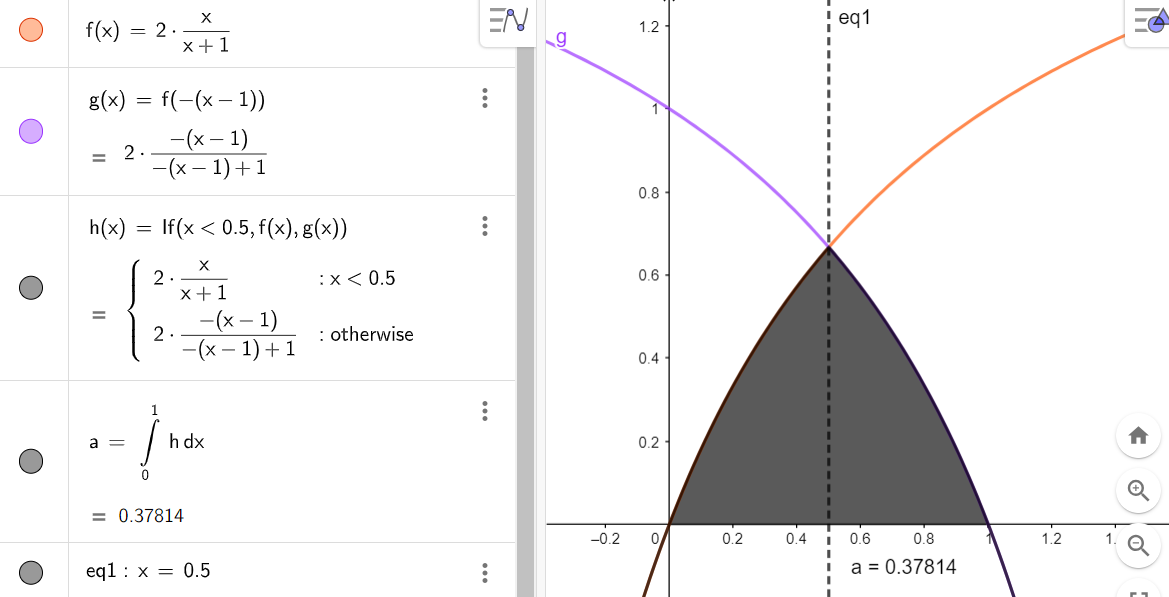 f(x) = 2 · x / x + 1
g(x) = f(−(x − 1))
= 2 · −(x − 1) / −(x − 1) + 1
h(x) = If(x < 0.5, f(x), g(x))
2 · x / x + 1 : x < 0.5
=
2 · −(x − 1) / −(x − 1) + 1 : otherwise
1
a = ∫ h dx
0
= 0.37814
eq1 : x = 0.5
g
eq1
1.2
1
0.8
0.6
0.4
0.2
−0.2 0 0.2 0.4 0.6 0.8 1 1.2 1.
a = 0.37814